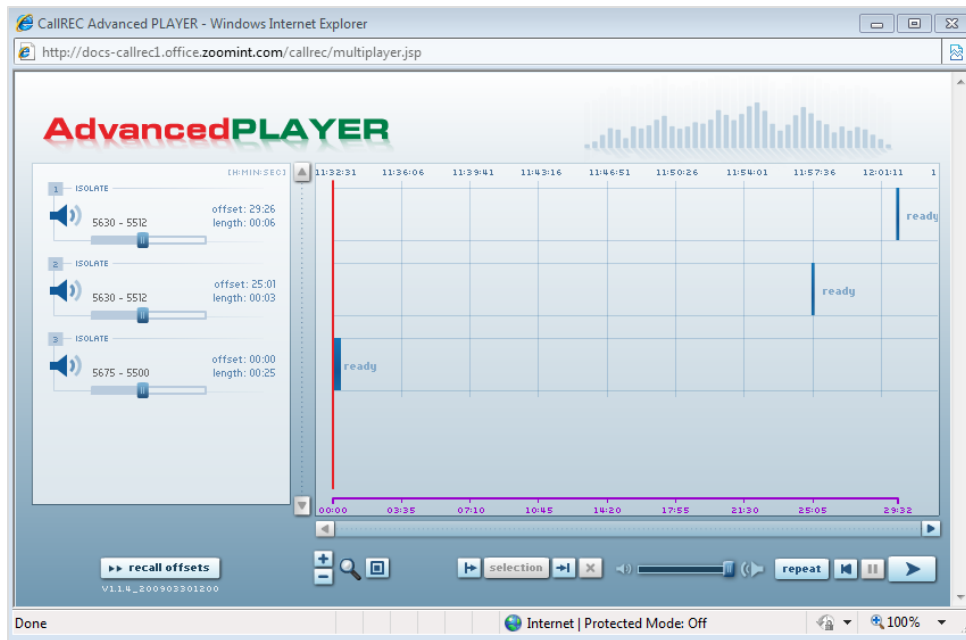 CallREC Advanced PLAYER - Windows Internet Explorer
http://docs-callrec1.office.zoomint.com/callrec/multiplayer.jsp
AdvancedPLAYER
[H:MIN:SEC]
11:32:31 11:36:06 11:39:41 11:43:16 11:46:51 11:50:26 11:54:01 11:57:36 12:01:11 1
1 ISOLATE
5630 - 5512
offset: 29:26
length: 00:06
ready
2 ISOLATE
5630 - 5512
offset: 25:01
length: 00:03
ready
3 ISOLATE
5675 - 5500
offset: 00:00
length: 00:25
ready
00:00 03:35 07:10 10:45 14:20 17:55 21:30 25:05 29:32
recall offsets
V1.1.4_200903301200
selection
repeat
Done
Internet | Protected Mode: Off
100%